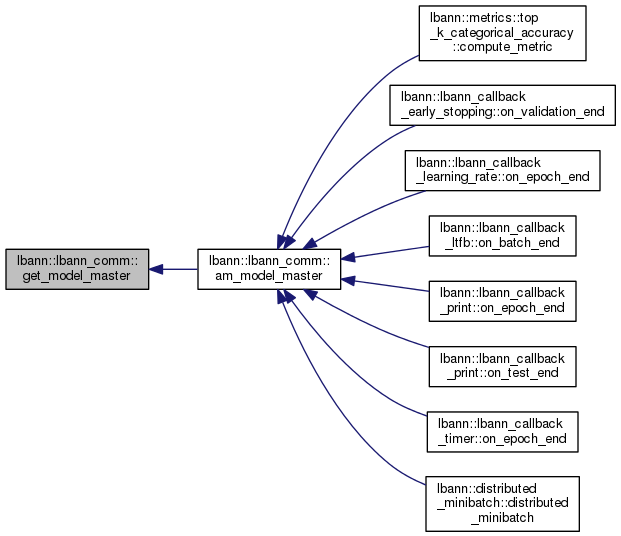 lbann::metrics::top
_k_categorical_accuracy
::compute_metric
lbann::lbann_callback
_early_stopping::on_validation_end
lbann::lbann_callback
_learning_rate::on_epoch_end
lbann::lbann_callback
_ltfb::on_batch_end
lbann::lbann_comm::
get_model_master
lbann::lbann_comm::
am_model_master
lbann::lbann_callback
_print::on_epoch_end
lbann::lbann_callback
_print::on_test_end
lbann::lbann_callback
_timer::on_epoch_end
lbann::distributed
_minibatch::distributed
_minibatch